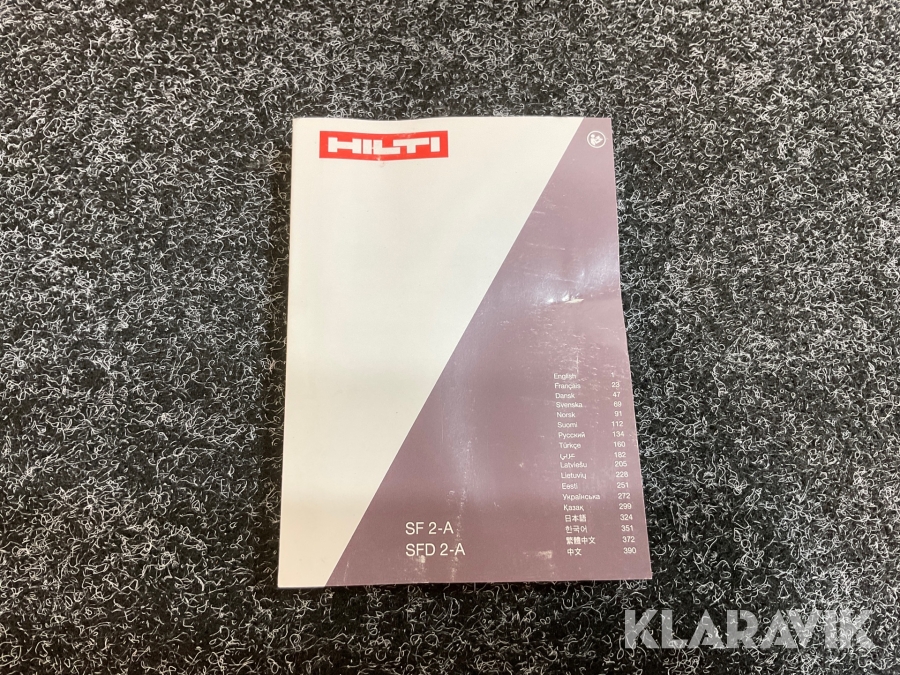 HILTI
English 1
Français 23
Dansk 47
Svenska 69
Norsk 91
Suomi 112
Русский 134
Türkçe 160
عربي 182
Latviešu 205
Lietuvių 228
Eesti 251
Українська 272
Қазақ 299
日本語 324
한국어 351
繁體中文 372
中文 390
SF 2-A
SFD 2-A
KLARAVIK